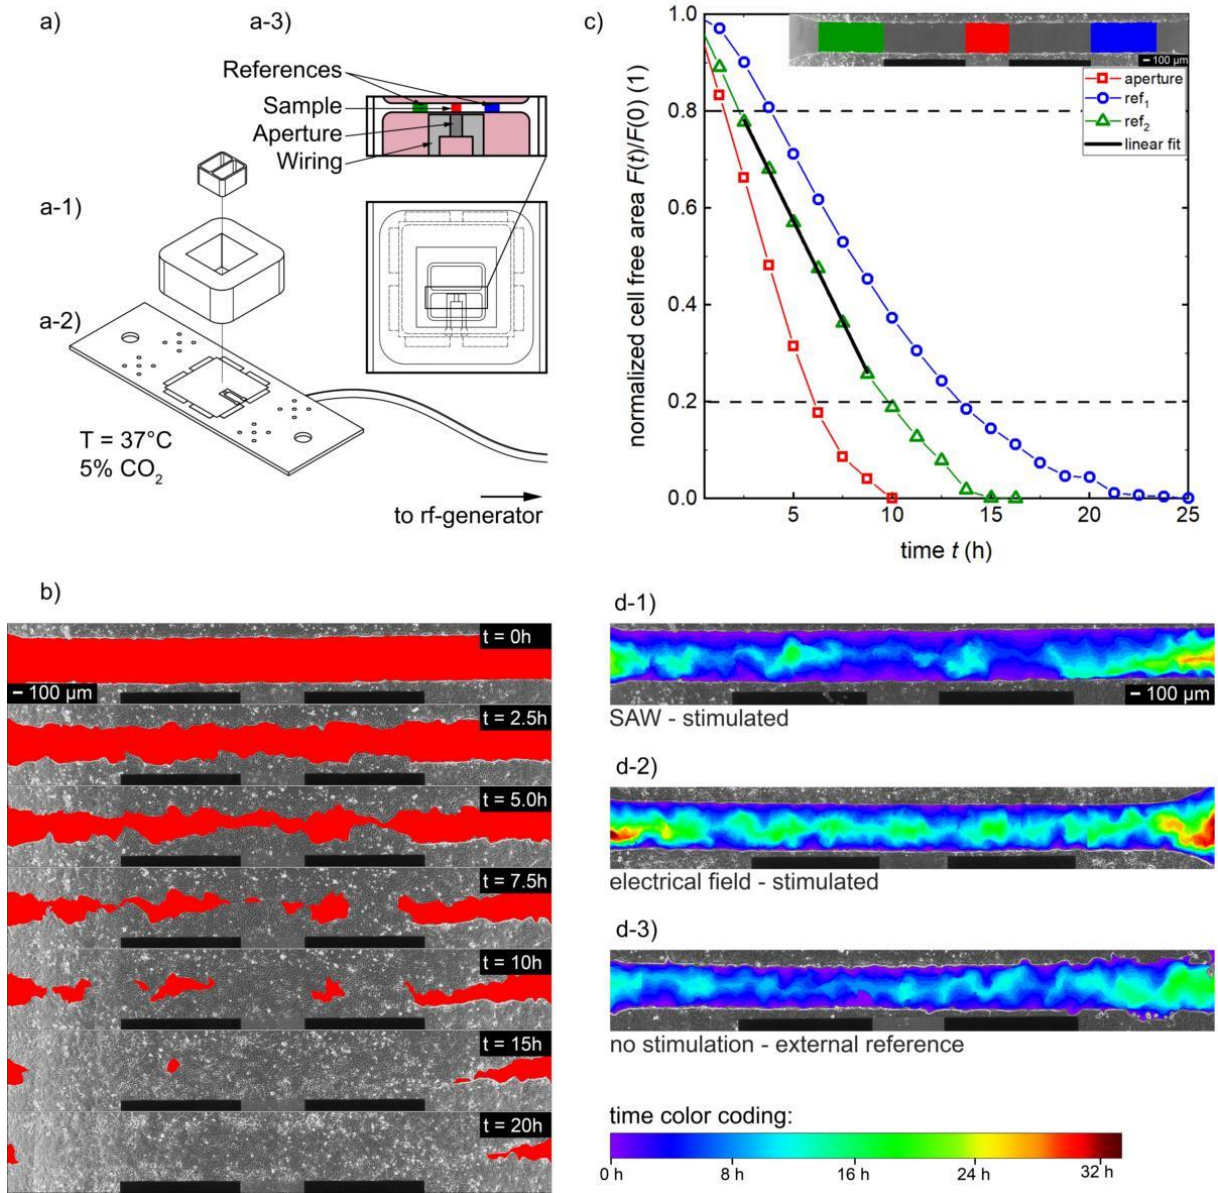 a)
a-3)
References
Sample
Aperture
Wiring
a-1)
a-2)
T = 37°C
5% CO₂
to rf-generator
c)
normalized cell free area F(t)/F(0) (1)
1.0
0.8
0.6
0.4
0.2
0.0
5
10
15
20
25
time t (h)
100 µm
aperture
ref₁
ref₂
linear fit
b)
t = 0h
100 µm
t = 2.5h
t = 5.0h
t = 7.5h
t = 10h
t = 15h
t = 20h
d-1)
100 µm
SAW - stimulated
d-2)
electrical field - stimulated
d-3)
no stimulation - external reference
time color coding:
0 h
8 h
16 h
24 h
32 h